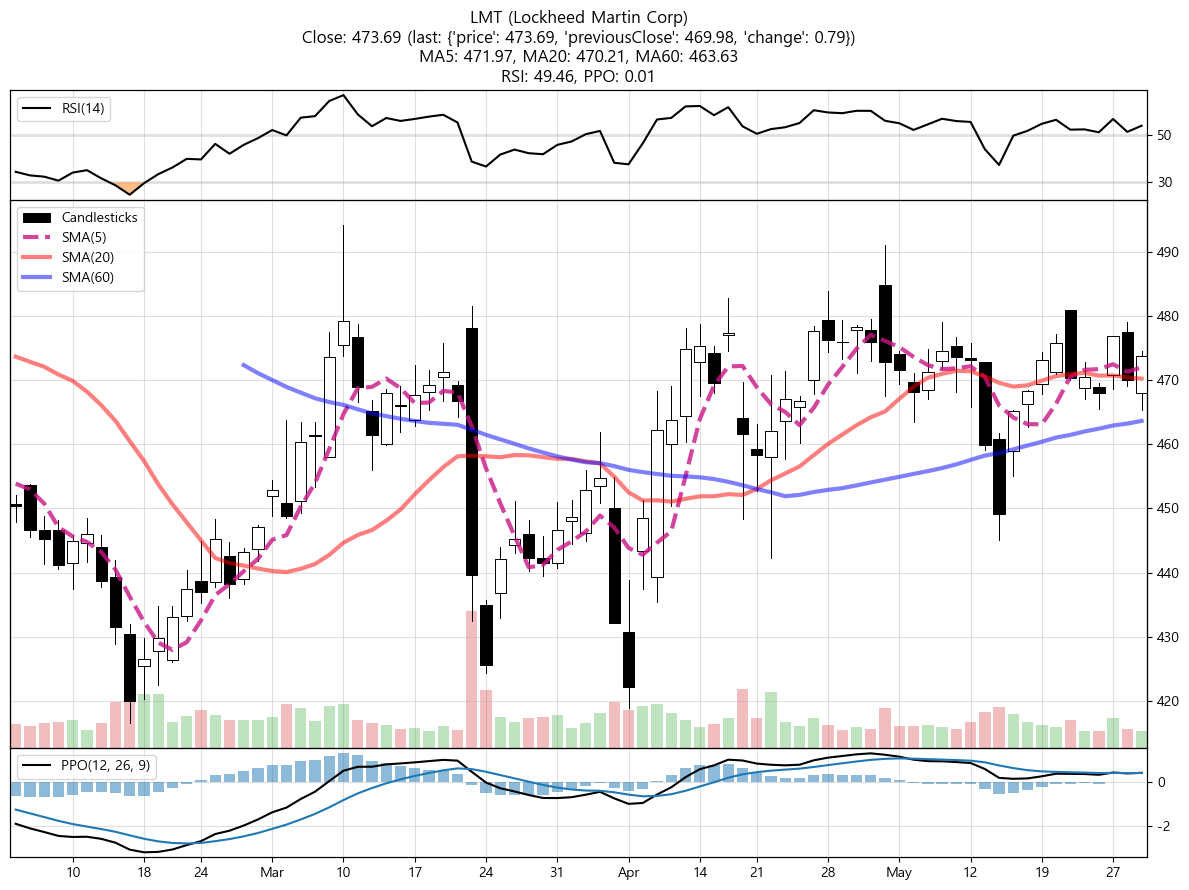 LMT (Lockheed Martin Corp)
Close: 473.69 (last: {'price': 473.69, 'previousClose': 469.98, 'change': 0.79})
MA5: 471.97, MA20: 470.21, MA60: 463.63
RSI: 49.46, PPO: 0.01
RSI(14)
50
30
Candlesticks
SMA(5)
SMA(20)
SMA(60)
490
480
470
460
450
440
430
420
PPO(12, 26, 9)
0
-2
10 18 24 Mar 10 17 24 31 Apr 14 21 28 May 12 19 27